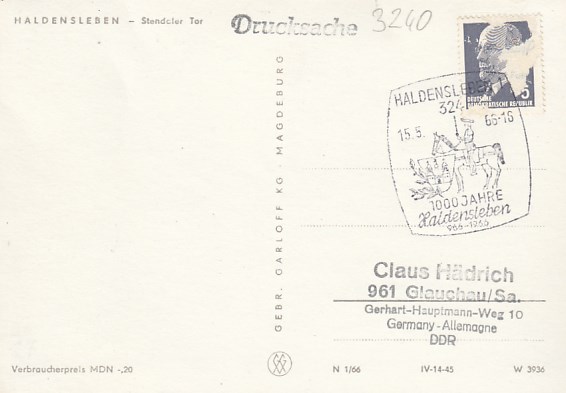 HALDENSLEBEN – Stendaler Tor
Drucksache
3240
5
DEUTSCHE
DEMOKRATISCHE REPUBLIK
HALDENSLEBEN 1
324
15.5. 66-16
1000 JAHRE
Haldensleben
966-1966
GEBR. GARLOFF KG · MAGDEBURG
Claus Hädrich
961 Glauchau/Sa.
Gerhart-Hauptmann-Weg 10
Germany-Allemagne
DDR
Verbraucherpreis MDN -,20
N 1/66 IV-14-45 W 3936